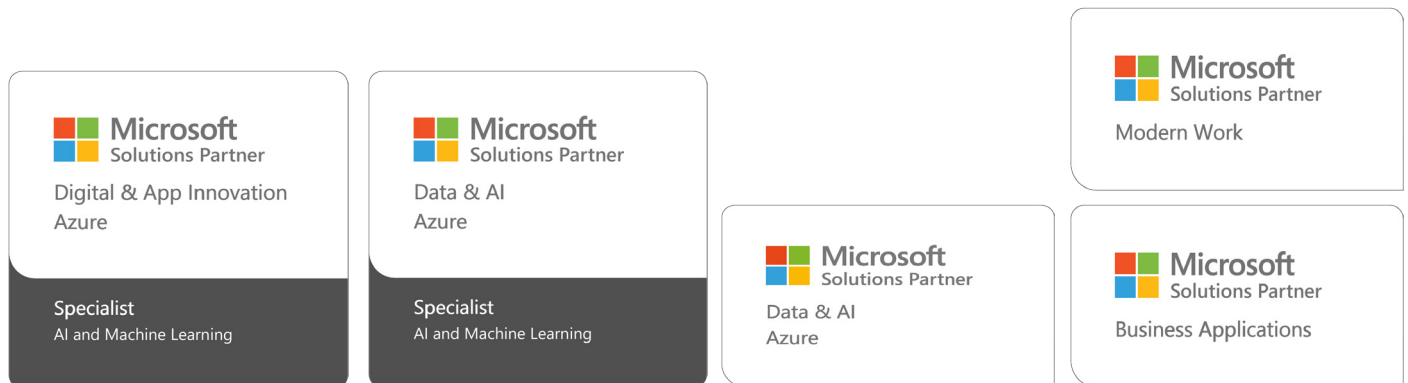 Microsoft
Solutions Partner
Digital & App Innovation
Azure
Specialist
AI and Machine Learning
Microsoft
Solutions Partner
Data & AI
Azure
Specialist
AI and Machine Learning
Microsoft
Solutions Partner
Data & AI
Azure
Microsoft
Solutions Partner
Modern Work
Microsoft
Solutions Partner
Business Applications